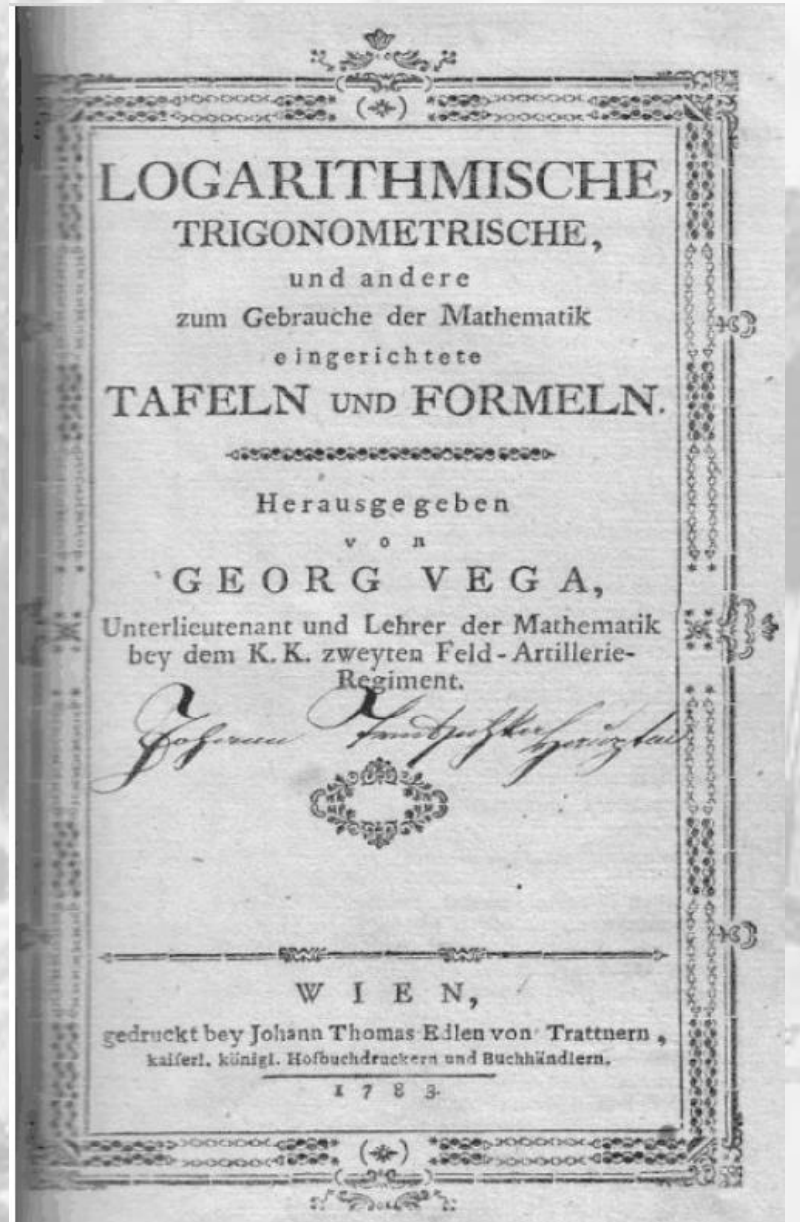 LOGARITHMISCHE,
TRIGONOMETRISCHE,
und andere
zum Gebrauche der Mathematik
eingerichtete
TAFELN UND FORMELN.
Herausgegeben
von
GEORG VEGA,
Unterlieutenant und Lehrer der Mathematik
bey dem K. K. zweyten Feld-Artillerie-
Regiment.
Johann
WIEN,
gedruckt bey Johann Thomas Edlen von Trattnern,
kaiserl. königl. Hofbuchdruckern und Buchhändlern.
1783.